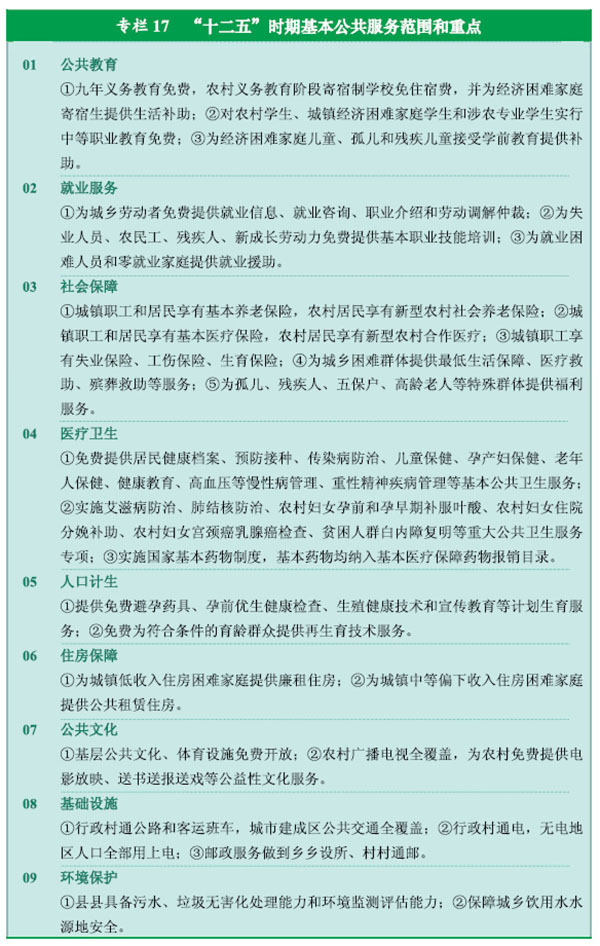 专栏 17 “十二五”时期基本公共服务范围和重点
01 公共教育
①九年义务教育免费，农村义务教育阶段寄宿制学校免住宿费，并为经济困难家庭
寄宿生提供生活补助；②对农村学生、城镇经济困难家庭学生和涉农专业学生实行
中等职业教育免费；③为经济困难家庭儿童、孤儿和残疾儿童接受学前教育提供补
助。
02 就业服务
①为城乡劳动者免费提供就业信息、就业咨询、职业介绍和劳动调解仲裁；②为失
业人员、农民工、残疾人、新成长劳动力免费提供基本职业技能培训；③为就业困
难人员和零就业家庭提供就业援助。
03 社会保障
①城镇职工和居民享有基本养老保险，农村居民享有新型农村社会养老保险；②城
镇职工和居民享有基本医疗保险，农村居民享有新型农村合作医疗；③城镇职工享
有失业保险、工伤保险、生育保险；④为城乡困难群体提供最低生活保障、医疗救
助、殡葬救助等服务；⑤为孤儿、残疾人、五保户、高龄老人等特殊群体提供福利
服务。
04 医疗卫生
①免费提供居民健康档案、预防接种、传染病防治、儿童保健、孕产妇保健、老年
人保健、健康教育、高血压等慢性病管理、重性精神疾病管理等基本公共卫生服务；
②实施艾滋病防治、肺结核防治、农村妇女孕前和孕早期补服叶酸、农村妇女住院
分娩补助、农村妇女宫颈癌乳腺癌检查、贫困人群白内障复明等重大公共卫生服务
专项；③实施国家基本药物制度，基本药物均纳入基本医疗保障药物报销目录。
05 人口计生
①提供免费避孕药具、孕前优生健康检查、生殖健康技术和宣传教育等计划生育服
务；②免费为符合条件的育龄群众提供再生育技术服务。
06 住房保障
①为城镇低收入住房困难家庭提供廉租住房；②为城镇中等偏下收入住房困难家庭
提供公共租赁住房。
07 公共文化
①基层公共文化、体育设施免费开放；②农村广播电视全覆盖，为农村免费提供电
影放映、送书送报送戏等公益性文化服务。
08 基础设施
①行政村通公路和客运班车，城市建成区公共交通全覆盖；②行政村通电，无电地
区人口全部用上电；③邮政服务做到乡乡设所、村村通邮。
09 环境保护
①县县具备污水、垃圾无害化处理能力和环境监测评估能力；②保障城乡饮用水水
源地安全。